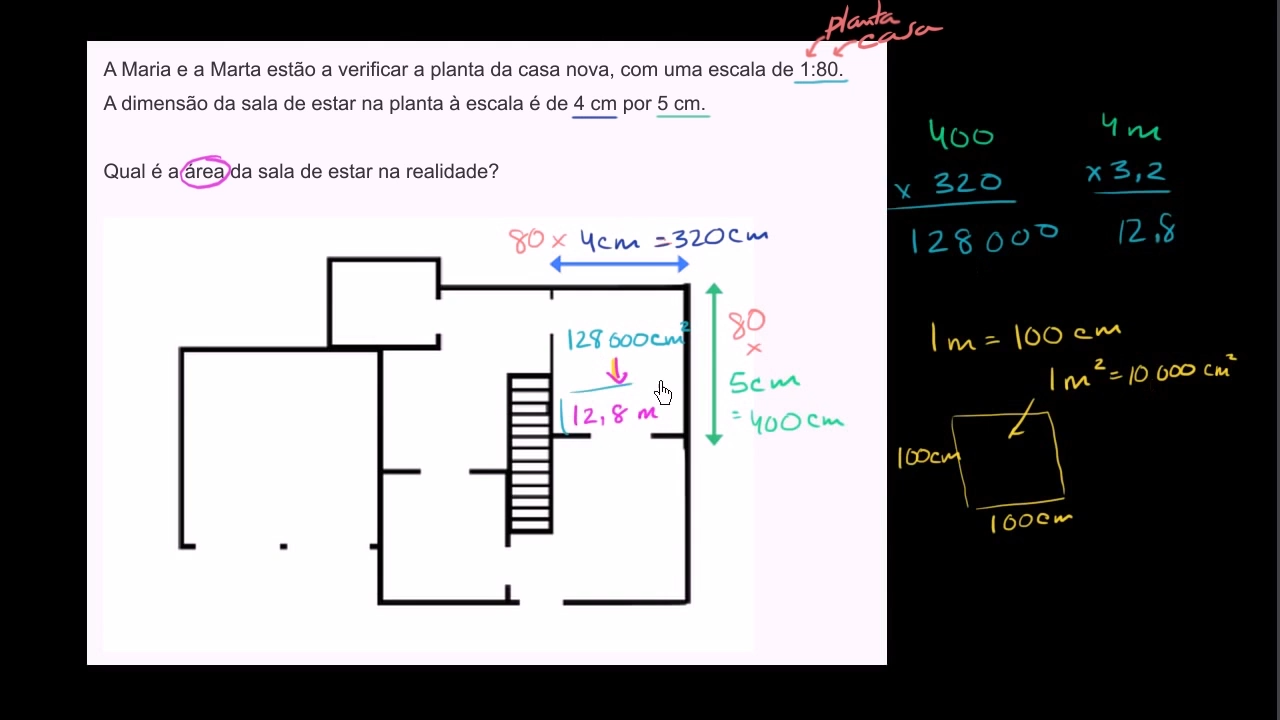 planta
casa
A Maria e a Marta estão a verificar a planta da casa nova, com uma escala de 1:80.
A dimensão da sala de estar na planta à escala é de 4 cm por 5 cm.
Qual é a área da sala de estar na realidade?
80 × 4cm = 320cm
128000cm²
12,8 m
80
×
5cm
= 400cm
400
× 320
128000
4m
× 3,2
12,8
1m = 100 cm
1m² = 10 000 cm²
100cm
100cm